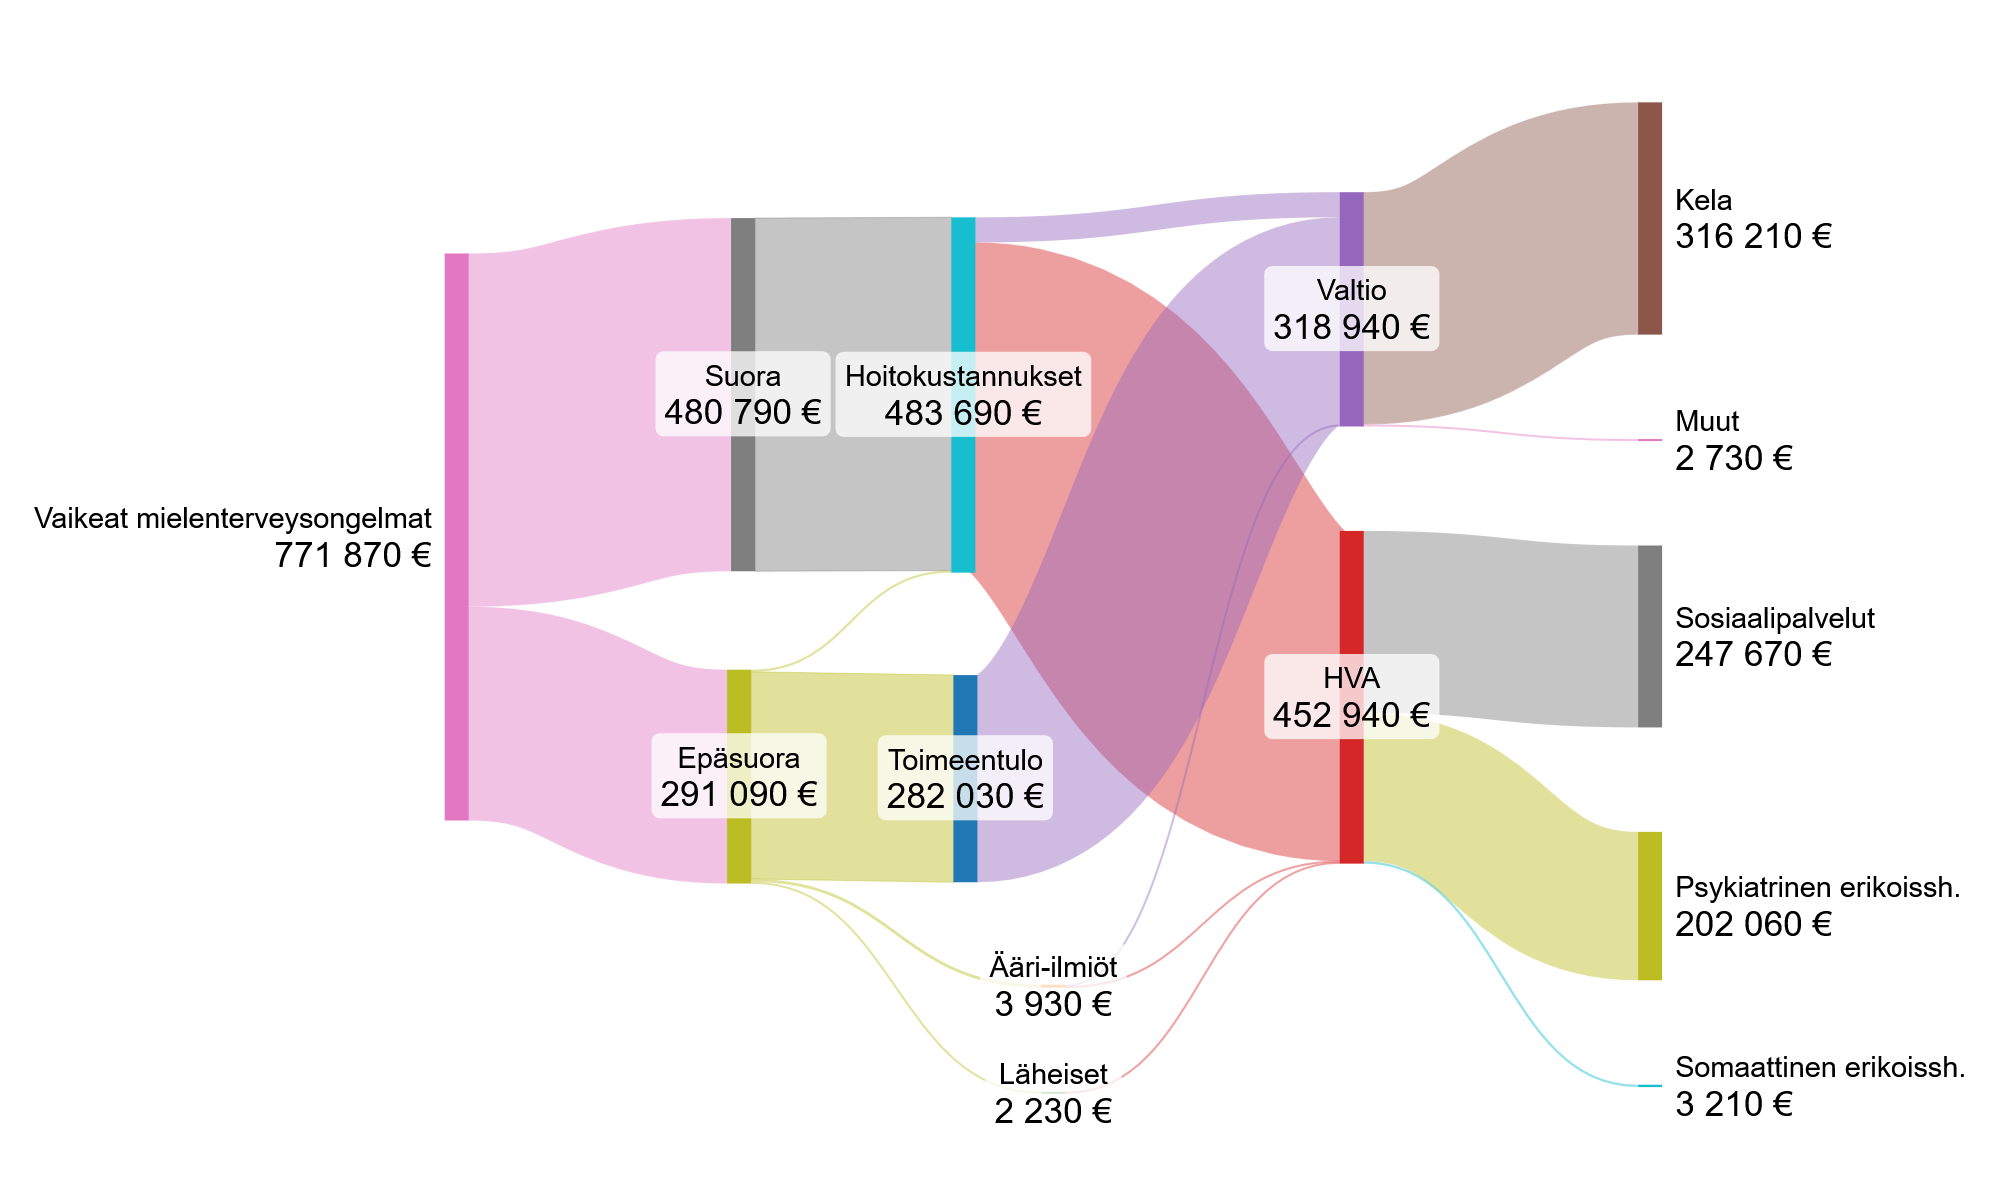 Vaikeat mielenterveysongelmat
771 870 €
Suora
480 790 €
Epäsuora
291 090 €
Hoitokustannukset
483 690 €
Toimeentulo
282 030 €
Ääri-ilmiöt
3 930 €
Läheiset
2 230 €
Valtio
318 940 €
HVA
452 940 €
Kela
316 210 €
Muut
2 730 €
Sosiaalipalvelut
247 670 €
Psykiatrinen erikoissh.
202 060 €
Somaattinen erikoissh.
3 210 €